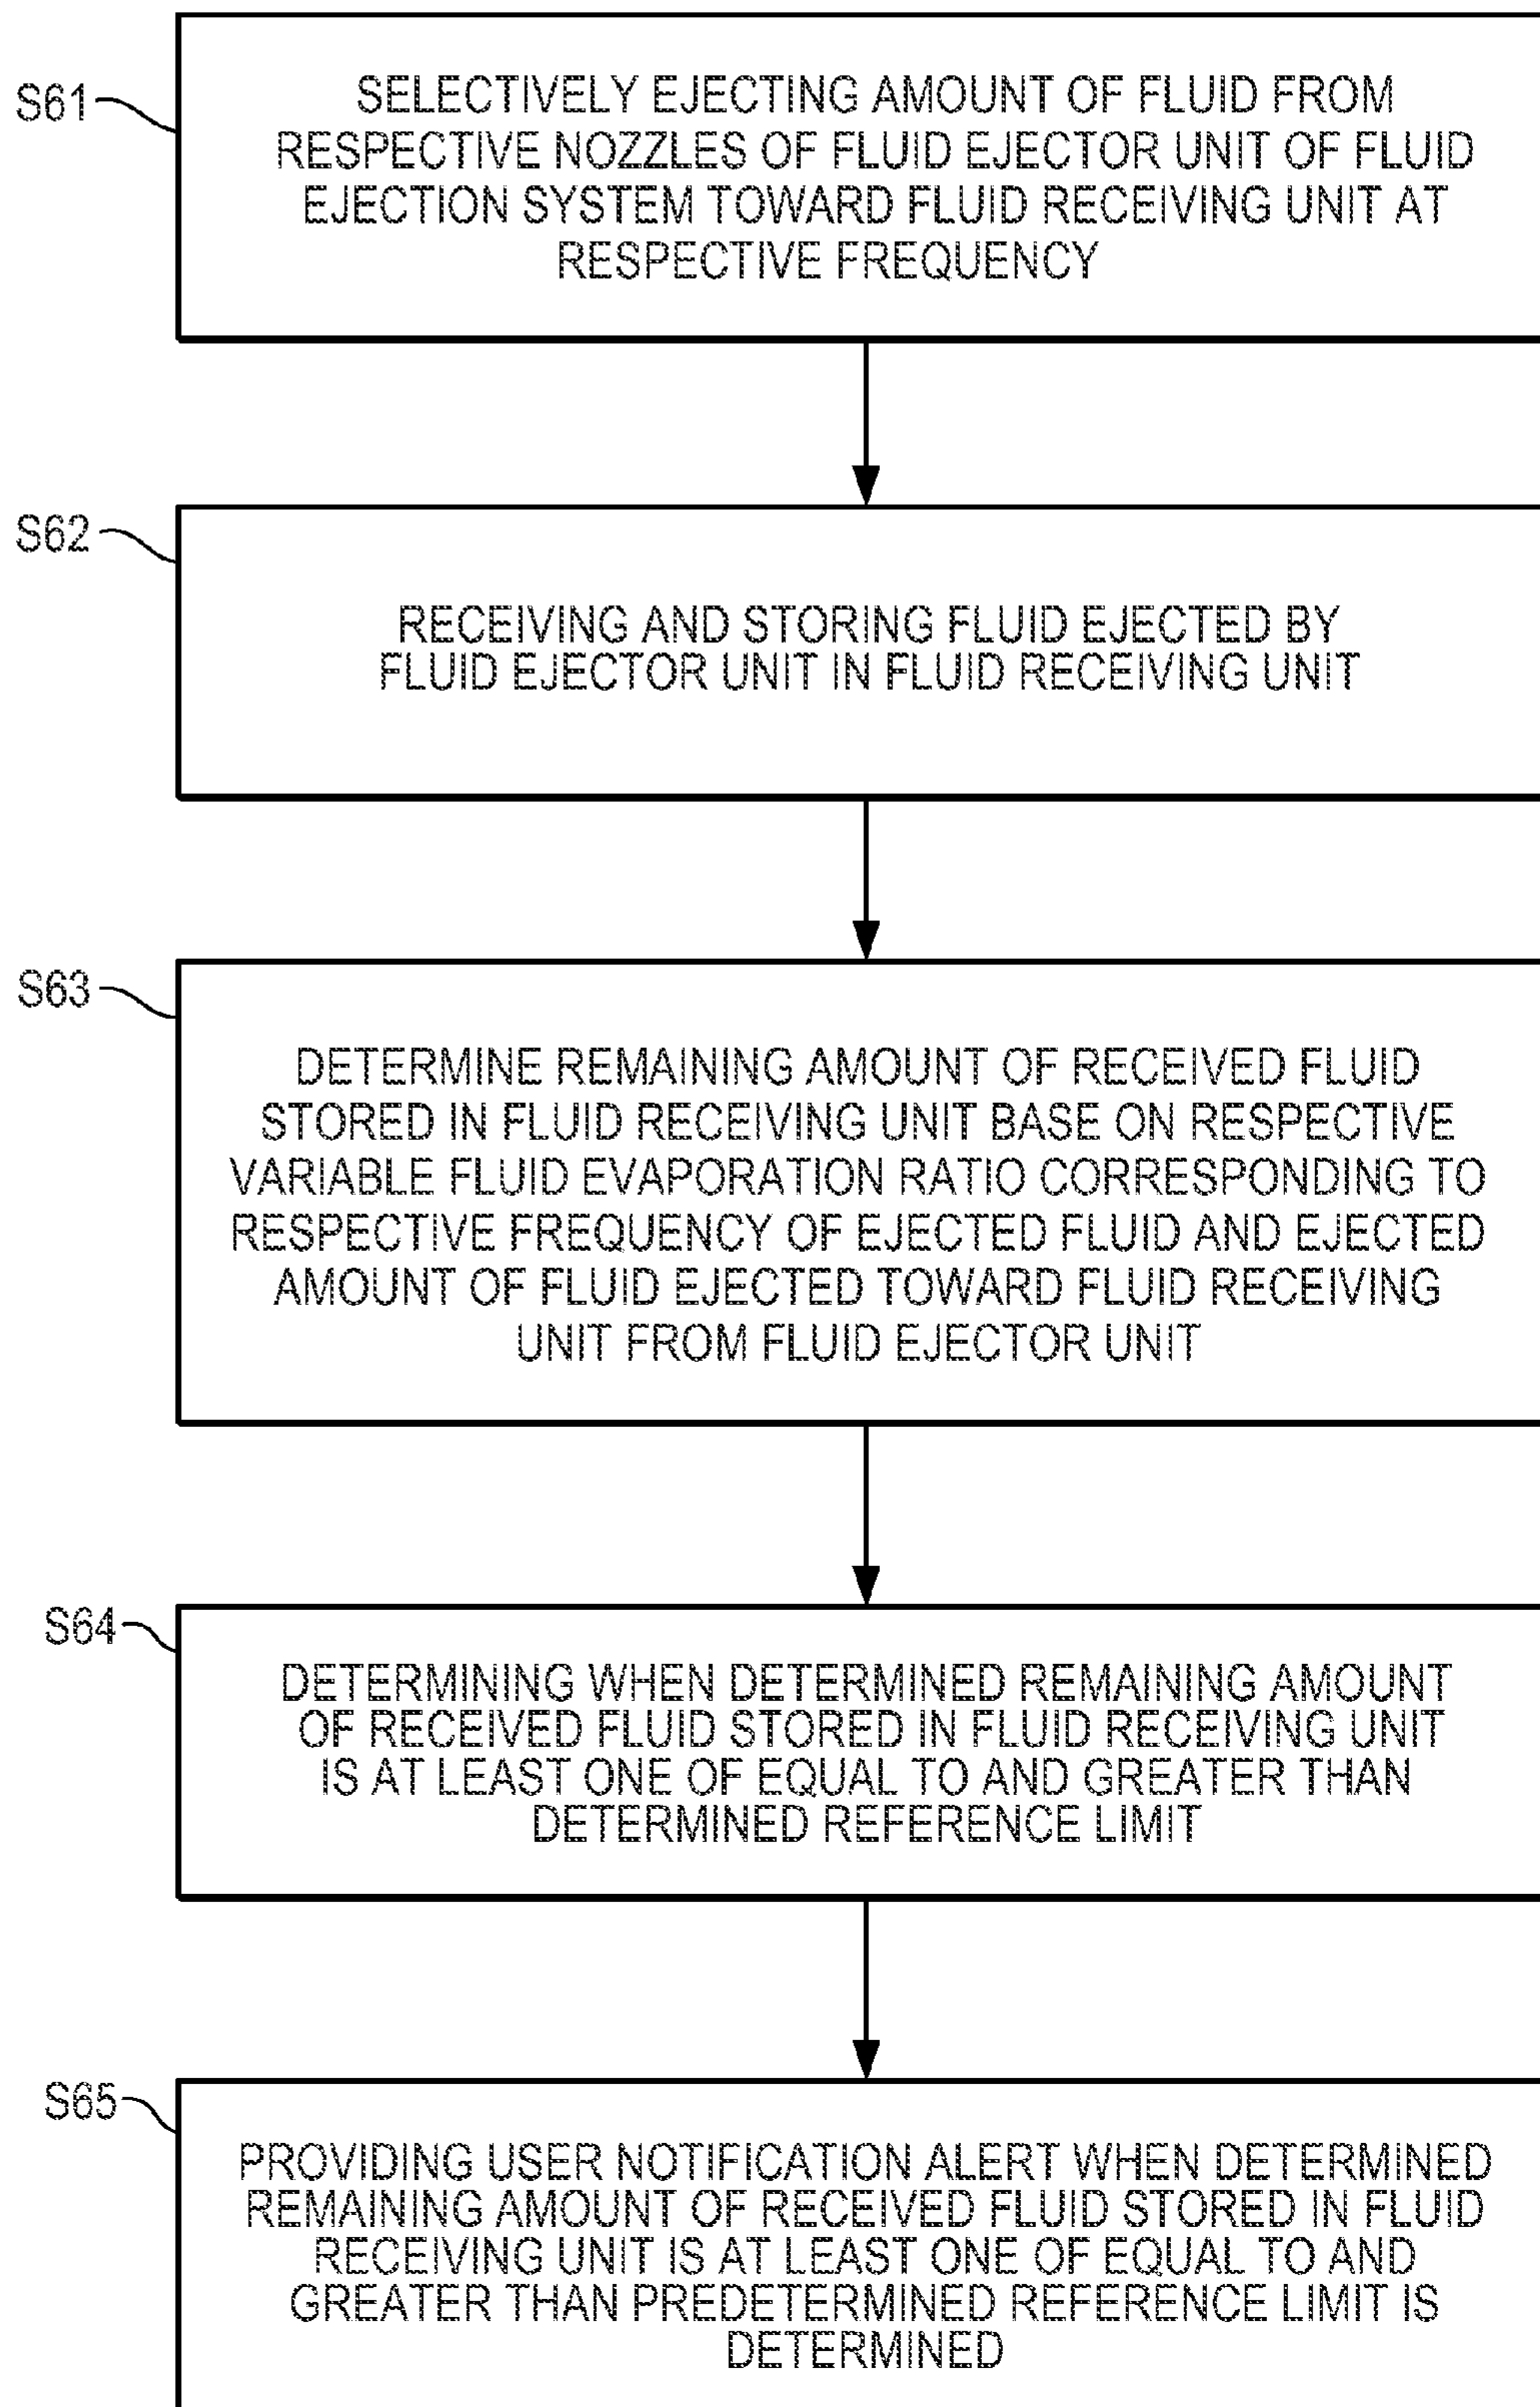 S61
SELECTIVELY EJECTING AMOUNT OF FLUID FROM
RESPECTIVE NOZZLES OF FLUID EJECTOR UNIT OF FLUID
EJECTION SYSTEM TOWARD FLUID RECEIVING UNIT AT
RESPECTIVE FREQUENCY
S62
RECEIVING AND STORING FLUID EJECTED BY
FLUID EJECTOR UNIT IN FLUID RECEIVING UNIT
S63
DETERMINE REMAINING AMOUNT OF RECEIVED FLUID
STORED IN FLUID RECEIVING UNIT BASE ON RESPECTIVE
VARIABLE FLUID EVAPORATION RATIO CORRESPONDING TO
RESPECTIVE FREQUENCY OF EJECTED FLUID AND EJECTED
AMOUNT OF FLUID EJECTED TOWARD FLUID RECEIVING
UNIT FROM FLUID EJECTOR UNIT
S64
DETERMINING WHEN DETERMINED REMAINING AMOUNT
OF RECEIVED FLUID STORED IN FLUID RECEIVING UNIT
IS AT LEAST ONE OF EQUAL TO AND GREATER THAN
DETERMINED REFERENCE LIMIT
S65
PROVIDING USER NOTIFICATION ALERT WHEN DETERMINED
REMAINING AMOUNT OF RECEIVED FLUID STORED IN FLUID
RECEIVING UNIT IS AT LEAST ONE OF EQUAL TO AND
GREATER THAN PREDETERMINED REFERENCE LIMIT IS
DETERMINED